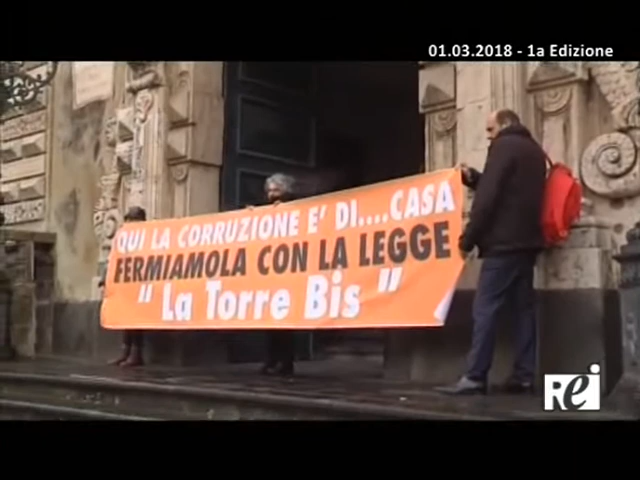 01.03.2018 - 1a Edizione
QUI LA CORRUZIONE E' DI....CASA
FERMIAMOLA CON LA LEGGE
" La Torre Bis "
Rei